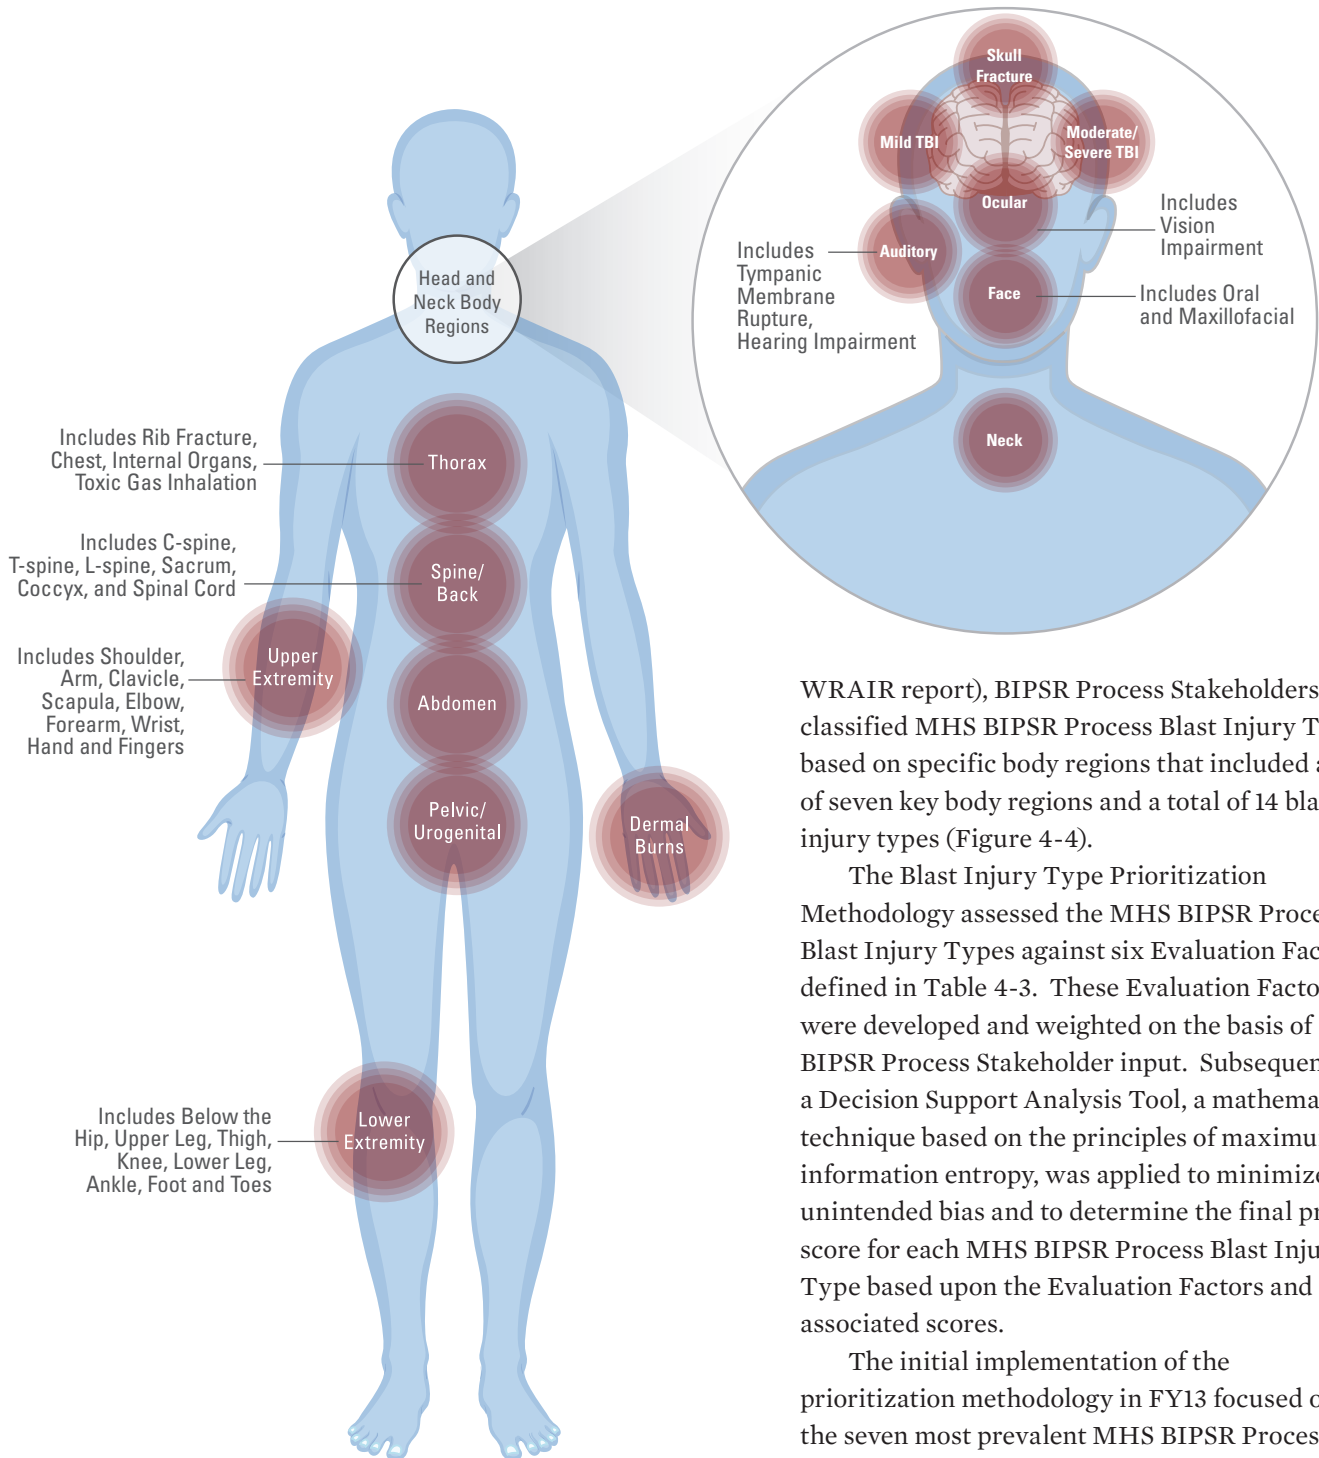 Skull
Fracture
Mild TBI
Moderate/
Severe TBI
Ocular
Includes
Vision
Impairment
Auditory
Includes
Tympanic
Membrane
Rupture,
Hearing Impairment
Face
Includes Oral
and Maxillofacial
Neck
Head and
Neck Body
Regions
Includes Rib Fracture,
Chest, Internal Organs,
Toxic Gas Inhalation
Thorax
Includes C-spine,
T-spine, L-spine, Sacrum,
Coccyx, and Spinal Cord
Spine/
Back
Includes Shoulder,
Arm, Clavicle,
Scapula, Elbow,
Forearm, Wrist,
Hand and Fingers
Upper
Extremity
Abdomen
Pelvic/
Urogenital
Dermal
Burns
Includes Below the
Hip, Upper Leg, Thigh,
Knee, Lower Leg,
Ankle, Foot and Toes
Lower
Extremity
WRAIR report), BIPSR Process Stakeholders
classified MHS BIPSR Process Blast Injury
based on specific body regions that included
of seven key body regions and a total of 14
injury types (Figure 4-4).
The Blast Injury Type Prioritization
Methodology assessed the MHS BIPSR
Blast Injury Types against six Evaluation
defined in Table 4-3. These Evaluation
were developed and weighted on the basis of
BIPSR Process Stakeholder input.
a Decision Support Analysis Tool, a
technique based on the principles of
information entropy, was applied to minimize
unintended bias and to determine the final
score for each MHS BIPSR Process Blast
Type based upon the Evaluation Factors and
associated scores.
The initial implementation of the
prioritization methodology in FY13 focused
the seven most prevalent MHS BIPSR